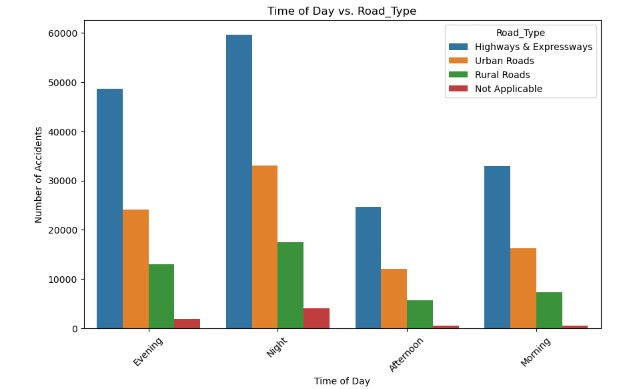 Time of Day vs. Road_Type
Road_Type
Highways & Expressways
Urban Roads
Rural Roads
Not Applicable
Number of Accidents
60000
50000
40000
30000
20000
10000
0
Evening
Night
Afternoon
Morning
Time of Day